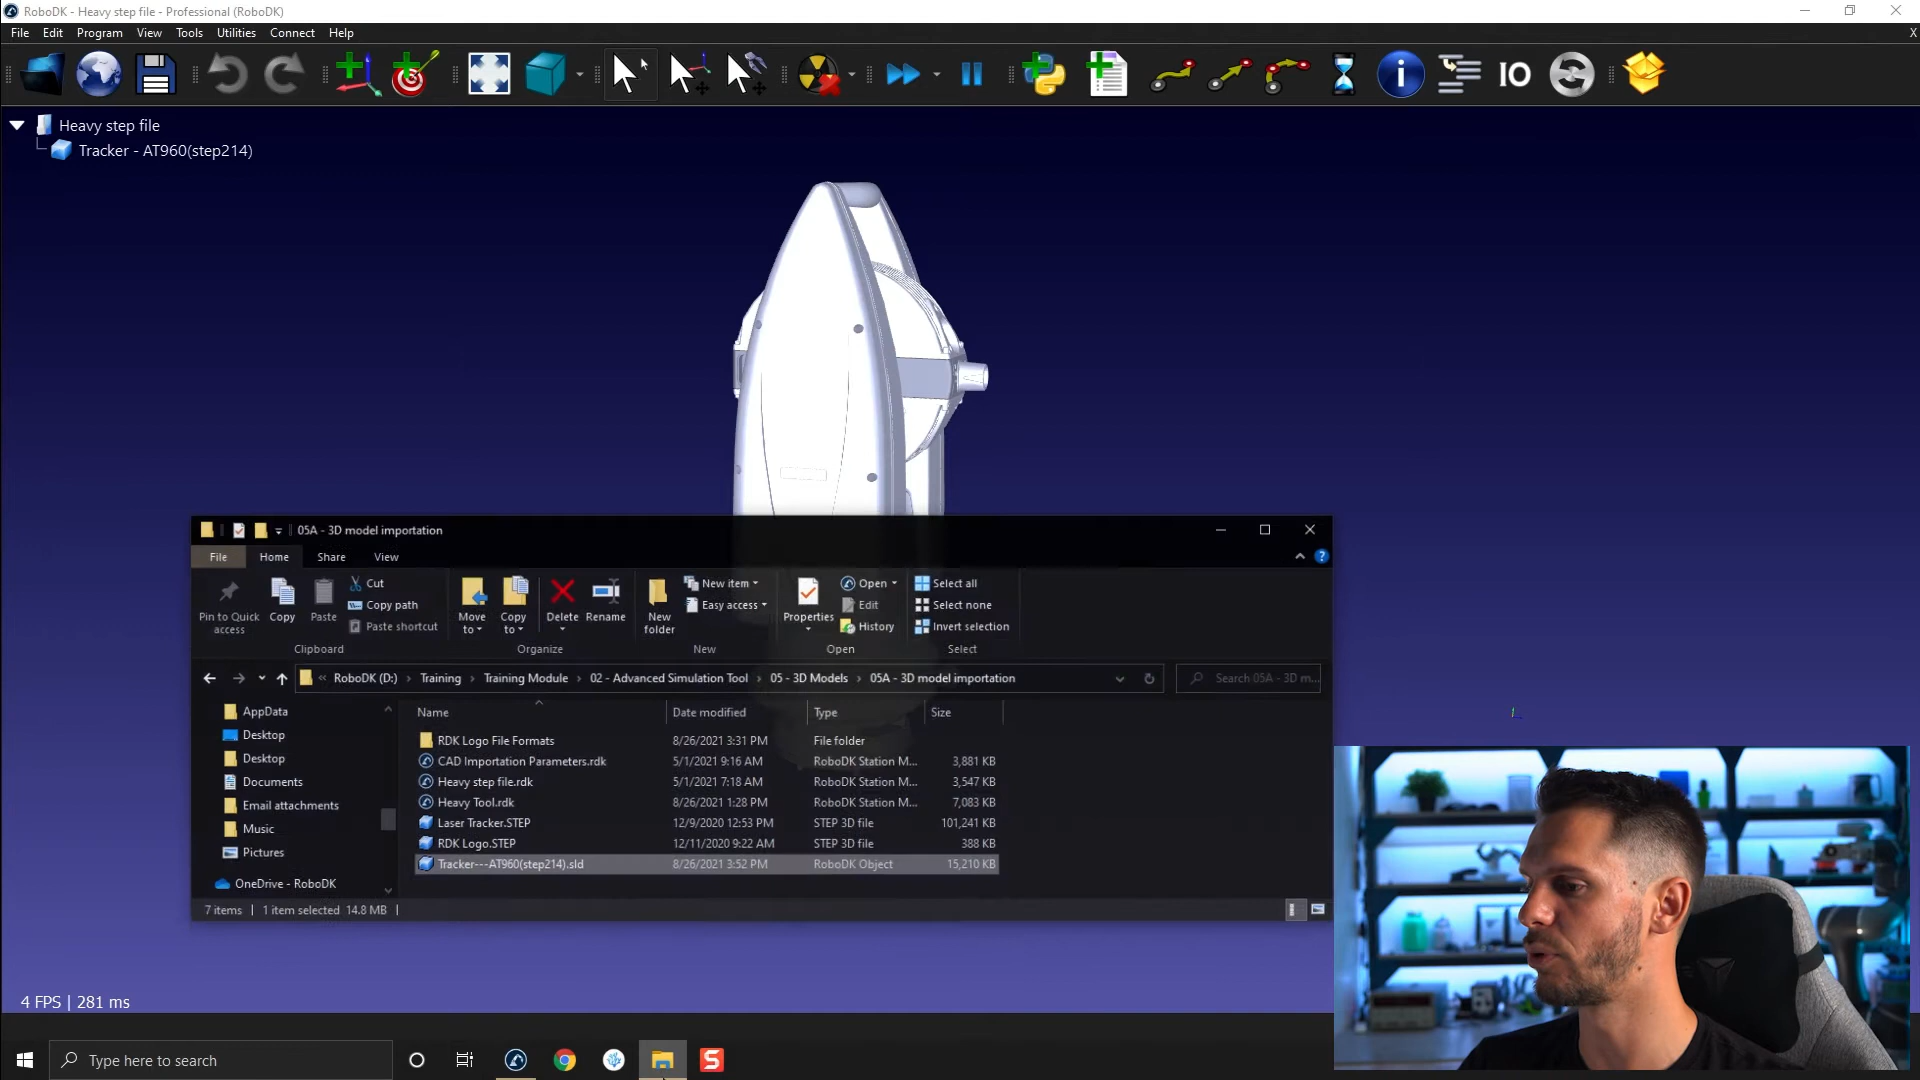 RoboDK - Heavy step file - Professional (RoboDK)
File Edit Program View Tools Utilities Connect Help X
IO
Heavy step file
Tracker - AT960(step214)
05A - 3D model importation
File Home Share View
Pin to Quick access
Copy
Paste
Cut
Copy path
Paste shortcut
Clipboard
Move to
Copy to
Delete
Rename
Organize
New folder
New item
Easy access
New
Properties
Open
Edit
History
Open
Select all
Select none
Invert selection
Select
« RoboDK (D:) › Training › Training Module › 02 - Advanced Simulation Tool › 05 - 3D Models › 05A - 3D model importation
Search 05A - 3D m...
AppData
Desktop
Desktop
Documents
Email attachments
Music
Pictures
OneDrive - RoboDK
Name Date modified Type Size
RDK Logo File Formats 8/26/2021 3:31 PM File folder
CAD Importation Parameters.rdk 5/1/2021 9:16 AM RoboDK Station M... 3,881 KB
Heavy step file.rdk 5/1/2021 7:18 AM RoboDK Station M... 3,547 KB
Heavy Tool.rdk 8/26/2021 1:28 PM RoboDK Station M... 7,083 KB
Laser Tracker.STEP 12/9/2020 12:53 PM STEP 3D file 101,241 KB
RDK Logo.STEP 12/11/2020 9:22 AM STEP 3D file 388 KB
Tracker---AT960(step214).sld 8/26/2021 3:52 PM RoboDK Object 15,210 KB
7 items | 1 item selected 14.8 MB |
4 FPS | 281 ms
Type here to search
S